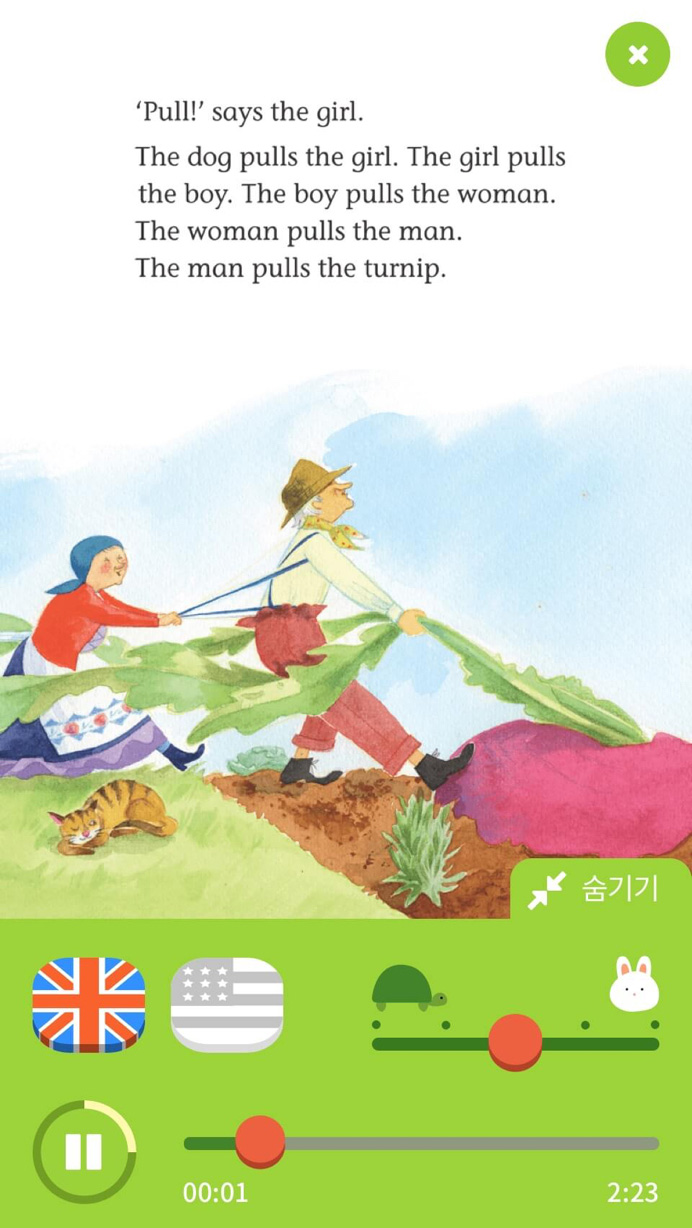 ‘Pull!’ says the girl.
The dog pulls the girl. The girl pulls
the boy. The boy pulls the woman.
The woman pulls the man.
The man pulls the turnip.
숨기기
00:01
2:23